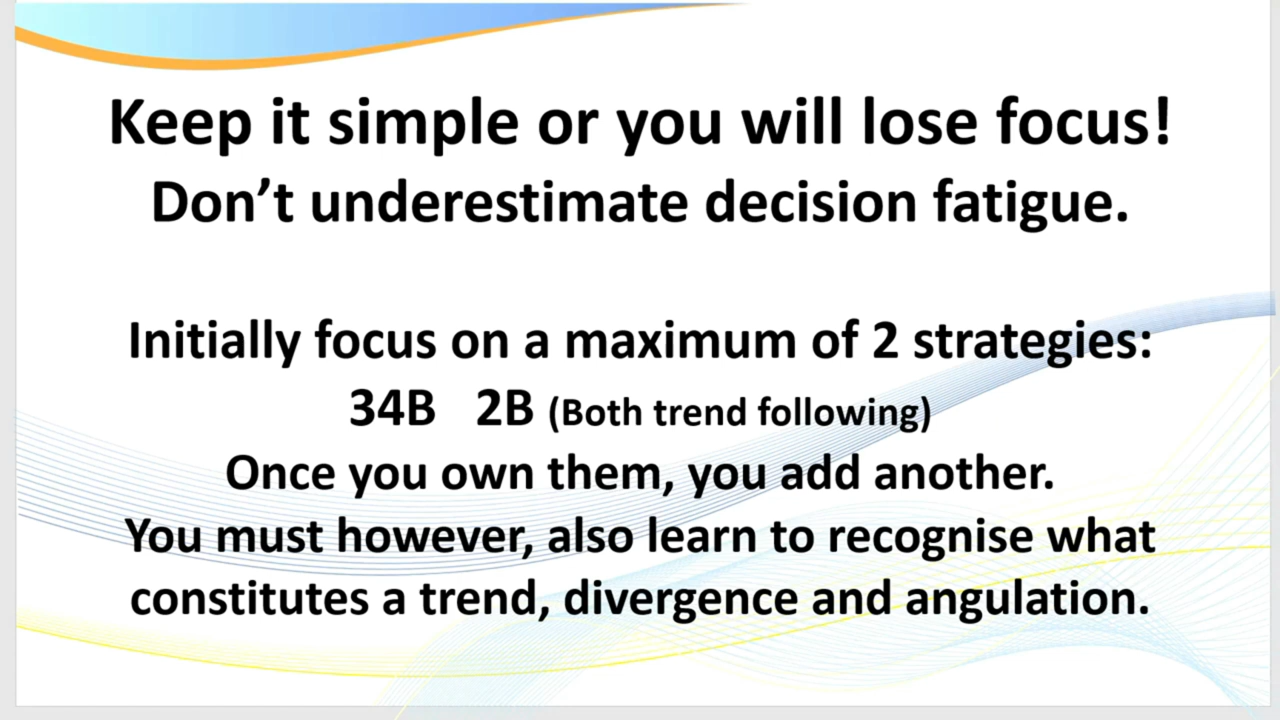 Keep it simple or you will lose focus!
Don’t underestimate decision fatigue.
Initially focus on a maximum of 2 strategies:
34B 2B (Both trend following)
Once you own them, you add another.
You must however, also learn to recognise what
constitutes a trend, divergence and angulation.